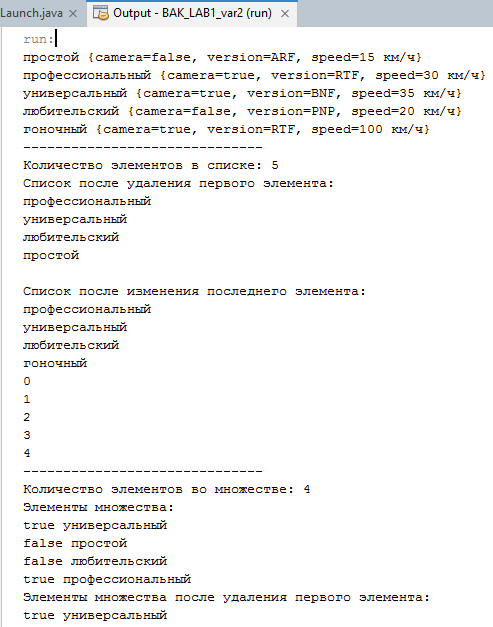 Launch.java
Output - BAK_LAB1_var2 (run)
run:
простой {camera=false, version=ARF, speed=15 км/ч}
профессиональный {camera=true, version=RTF, speed=30 км/ч}
универсальный {camera=true, version=BNF, speed=35 км/ч}
любительский {camera=false, version=PNP, speed=20 км/ч}
гоночный {camera=true, version=RTF, speed=100 км/ч}
------------------------------
Количество элементов в списке: 5
Список после удаления первого элемента:
профессиональный
универсальный
любительский
простой
Список после изменения последнего элемента:
профессиональный
универсальный
любительский
гоночный
0
1
2
3
4
------------------------------
Количество элементов во множестве: 4
Элементы множества:
true универсальный
false простой
false любительский
true профессиональный
Элементы множества после удаления первого элемента:
true универсальный